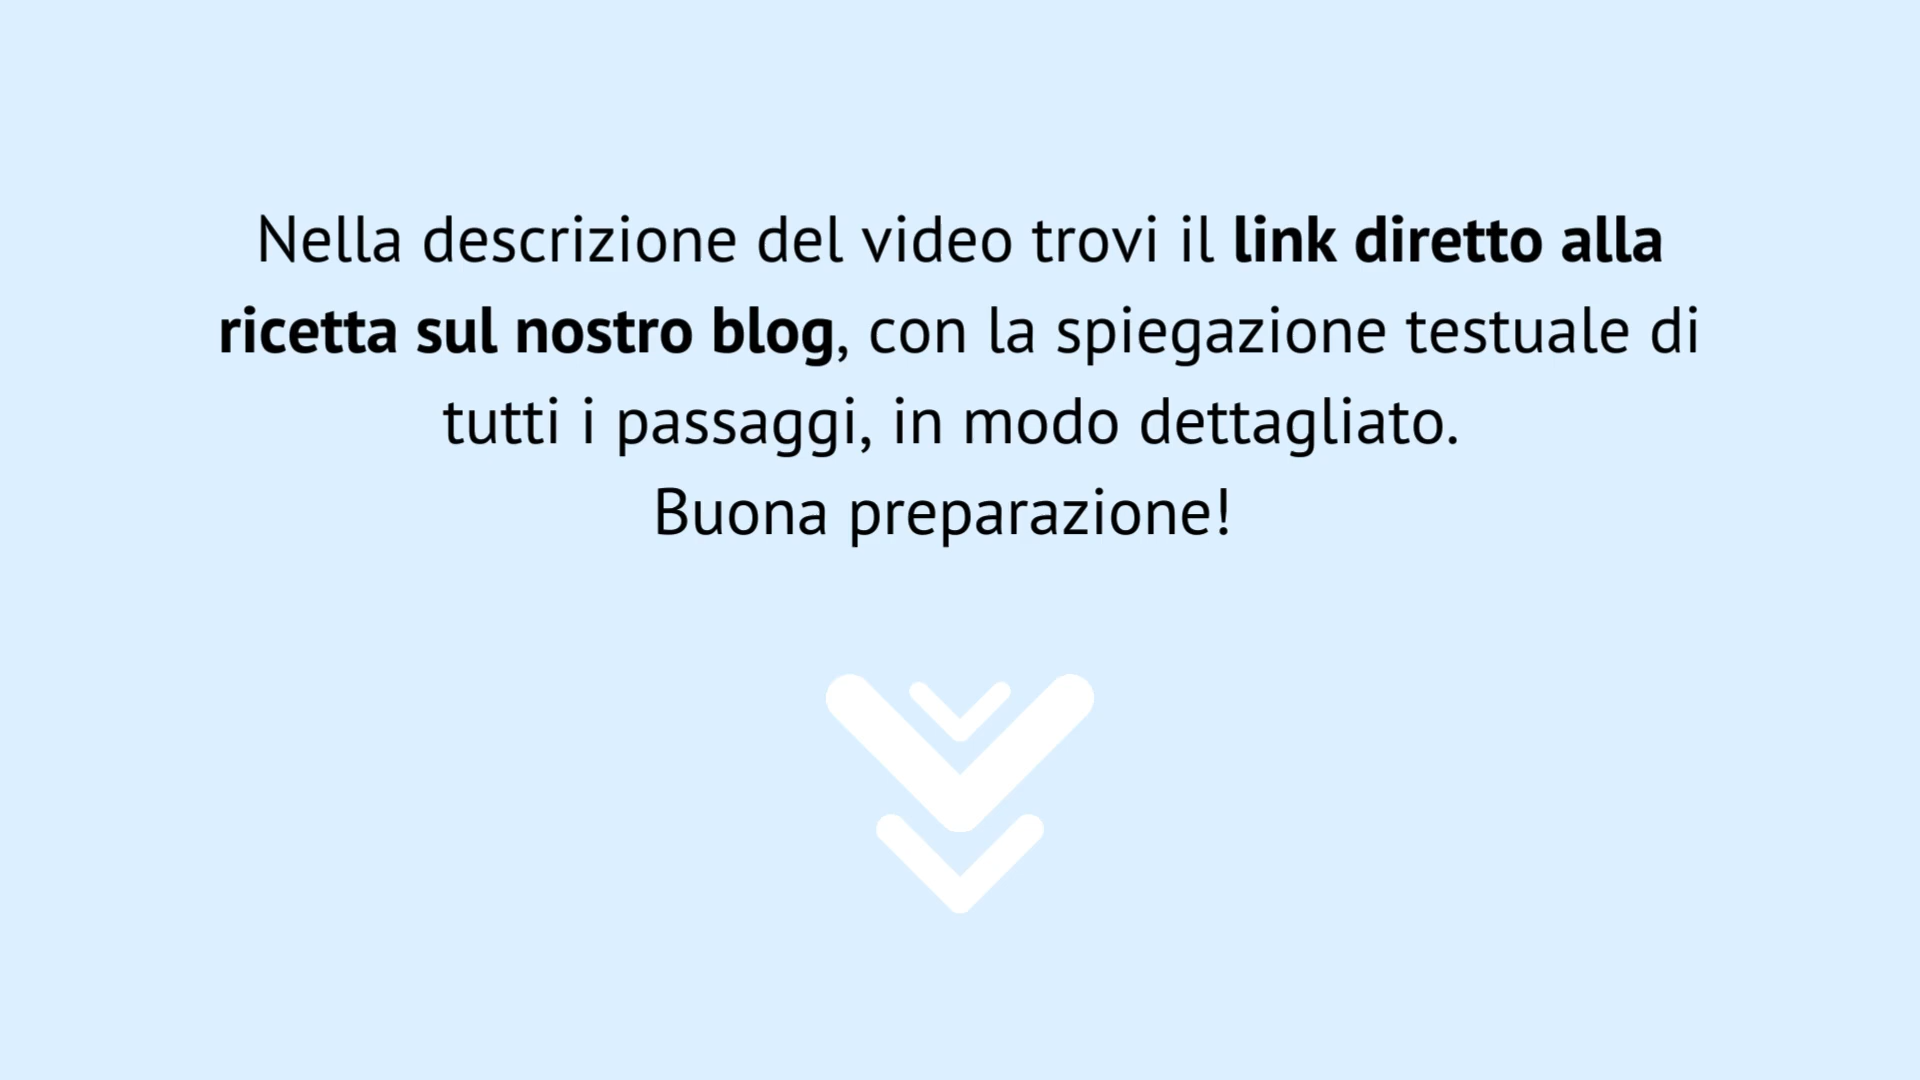 Nella descrizione del video trovi il link diretto alla
ricetta sul nostro blog, con la spiegazione testuale di
tutti i passaggi, in modo dettagliato.
Buona preparazione!